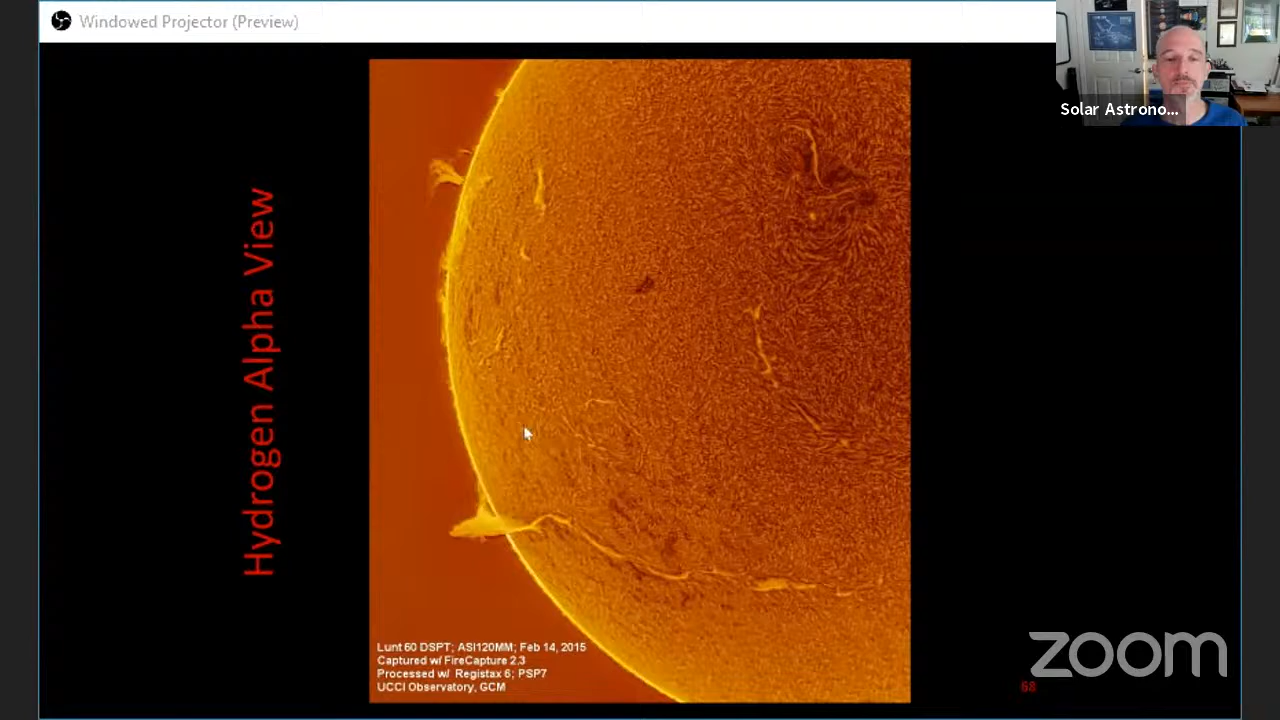 Windowed Projector (Preview)
Solar Astrono...
Hydrogen Alpha View
Lunt 60 DSPT; ASI120MM; Feb 14, 2015
Captured w/ FireCapture 2.3
Processed w/ Registax 6; PSP7
UCCI Observatory, GCM
zoom
68